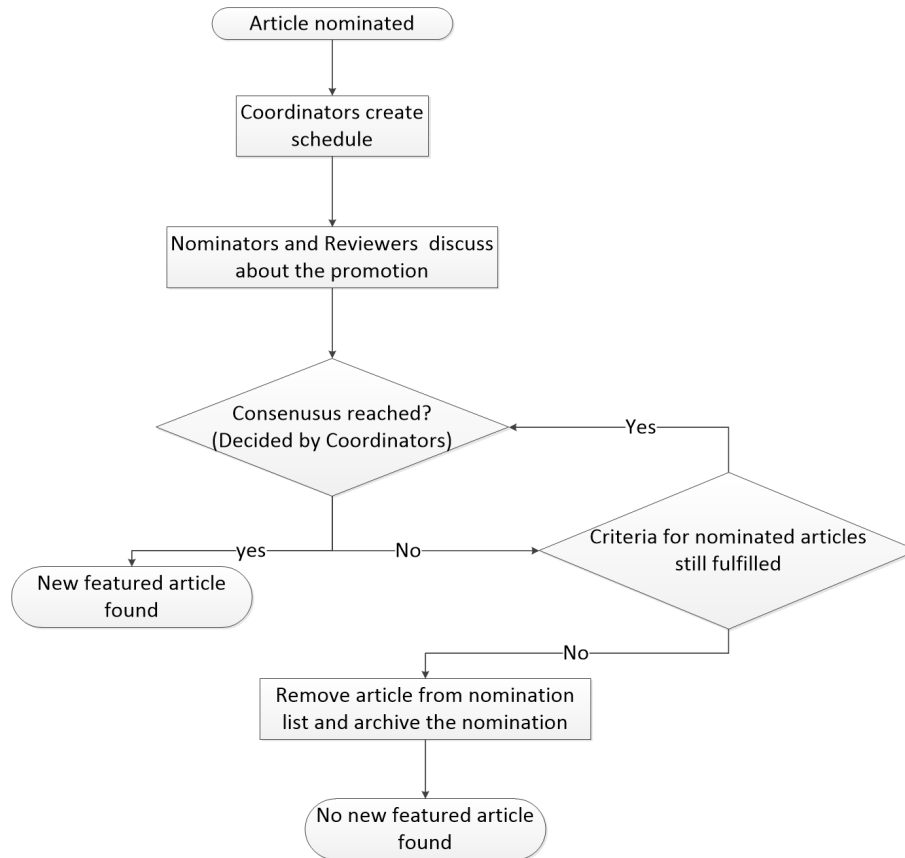 Article nominated
Coordinators create
schedule
Nominators and Reviewers  discuss
about the promotion
Consenusus reached?
(Decided by Coordinators)
Yes
Criteria for nominated articles
still fulfilled
yes
No
New featured article
found
No
Remove article from nomination
list and archive the nomination
No new featured article
found